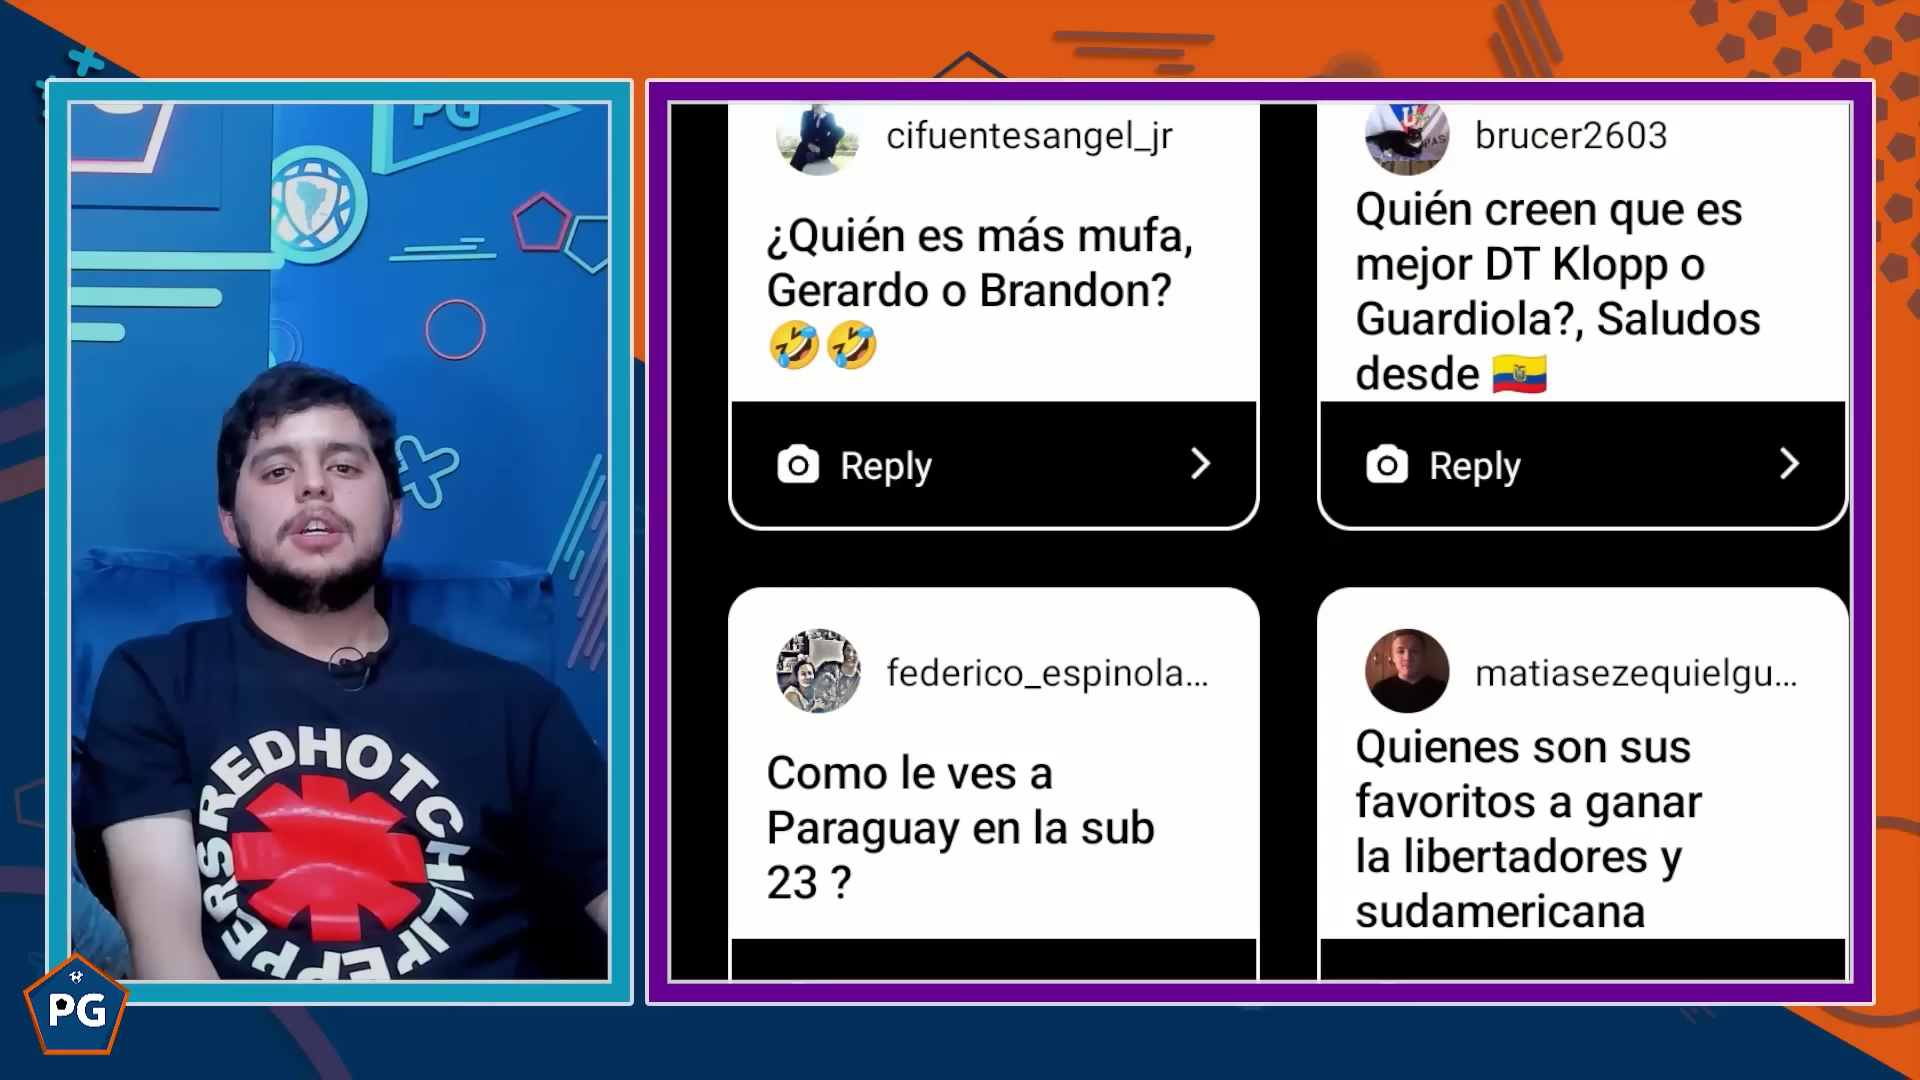 PG
REDHOTCHILIPEPPERS
PG
cifuentesangel_jr
¿Quién es más mufa,
Gerardo o Brandon?
🤣🤣
Reply
brucer2603
Quién creen que es
mejor DT Klopp o
Guardiola?, Saludos
desde 🇪🇨
Reply
federico_espinola...
Como le ves a
Paraguay en la sub
23 ?
matiasezequielgu...
Quienes son sus
favoritos a ganar
la libertadores y
sudamericana